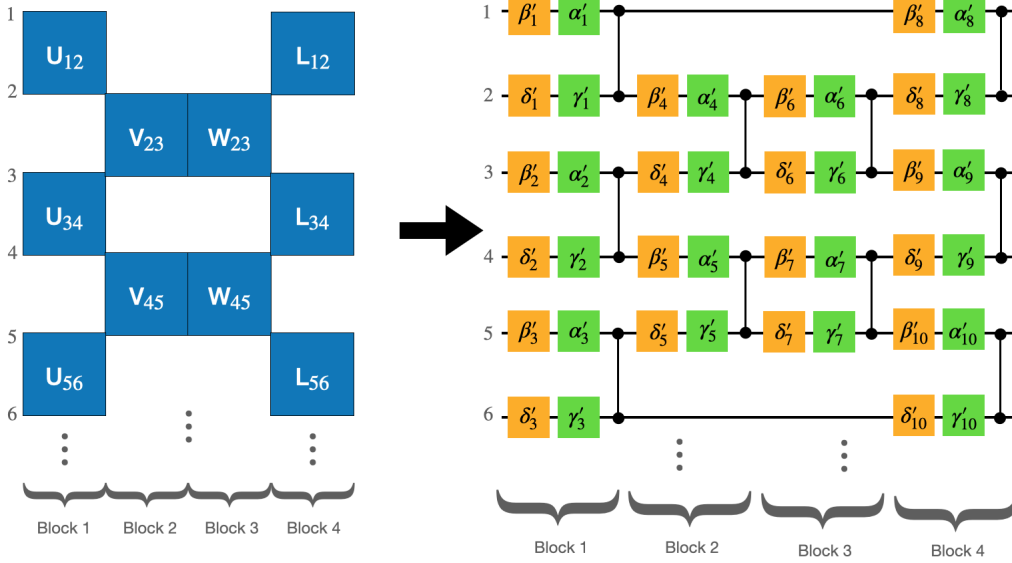 1
U₁₂ L₁₂
2
V₂₃ W₂₃
3
U₃₄ L₃₄
4
V₄₅ W₄₅
5
U₅₆ L₅₆
6
Block 1 Block 2 Block 3 Block 4
1 β′₁ α′₁ β′₈ α′₈
2 δ′₁ γ′₁ β′₄ α′₄ β′₆ α′₆ δ′₈ γ′₈
3 β′₂ α′₂ δ′₄ γ′₄ δ′₆ γ′₆ β′₉ α′₉
4 δ′₂ γ′₂ β′₅ α′₅ β′₇ α′₇ δ′₉ γ′₉
5 β′₃ α′₃ δ′₅ γ′₅ δ′₇ γ′₇ β′₁₀ α′₁₀
6 δ′₃ γ′₃ δ′₁₀ γ′₁₀
Block 1 Block 2 Block 3 Block 4